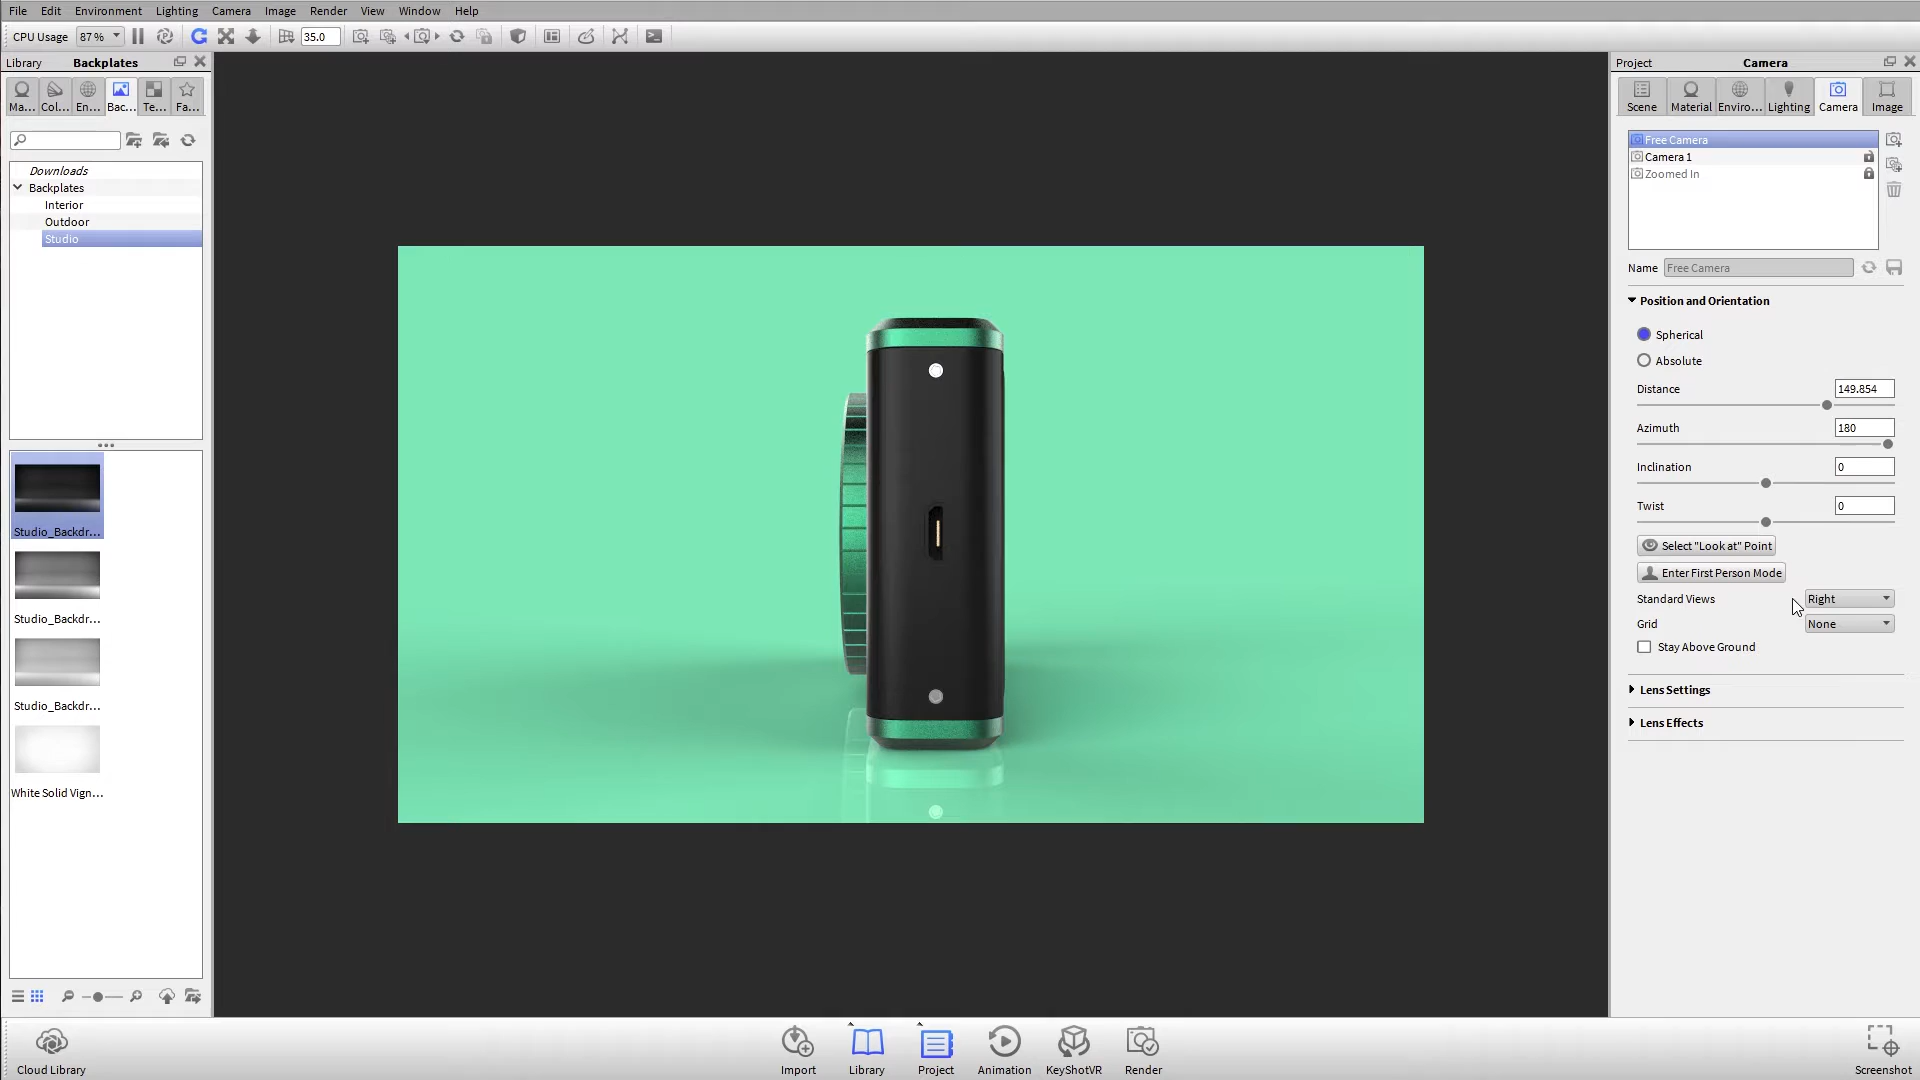 File Edit Environment Lighting Camera Image Render View Window Help
CPU Usage 87 % 35.0
Library Backplates
Ma... Col... En... Bac... Te... Fa...
Downloads
Backplates
Interior
Outdoor
Studio
Studio_Backdr...
Studio_Backdr...
Studio_Backdr...
White Solid Vign...
Project Camera
Scene Material Enviro... Lighting Camera Image
Free Camera
Camera 1
Zoomed In
Name Free Camera
Position and Orientation
Spherical
Absolute
Distance 149.854
Azimuth 180
Inclination 0
Twist 0
Select "Look at" Point
Enter First Person Mode
Standard Views Right
Grid None
Stay Above Ground
Lens Settings
Lens Effects
Cloud Library Import Library Project Animation KeyShotVR Render Screenshot